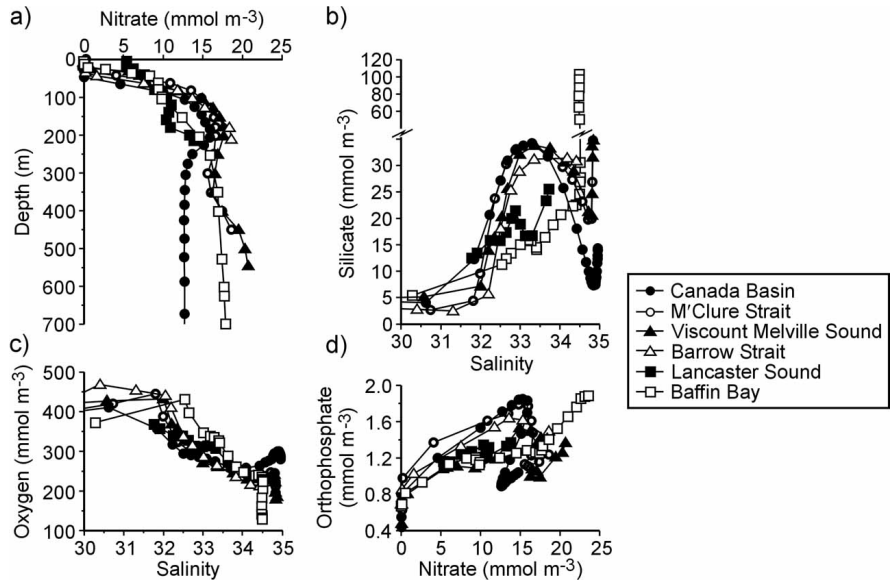 a)
Nitrate (mmol m-3)
0 5 10 15 20 25
0
100
200
300
400
500
600
700
Depth (m)
b)
120
100
80
60
30
25
20
15
10
5
0
Silicate (mmol m-3)
30 31 32 33 34 35
Salinity
c)
500
400
300
200
100
Oxygen (mmol m-3)
30 31 32 33 34 35
Salinity
d)
2.0
1.6
1.2
0.8
0.4
Orthophosphate
(mmol m-3)
0 5 10 15 20 25
Nitrate (mmol m-3)
Canada Basin
M'Clure Strait
Viscount Melville Sound
Barrow Strait
Lancaster Sound
Baffin Bay